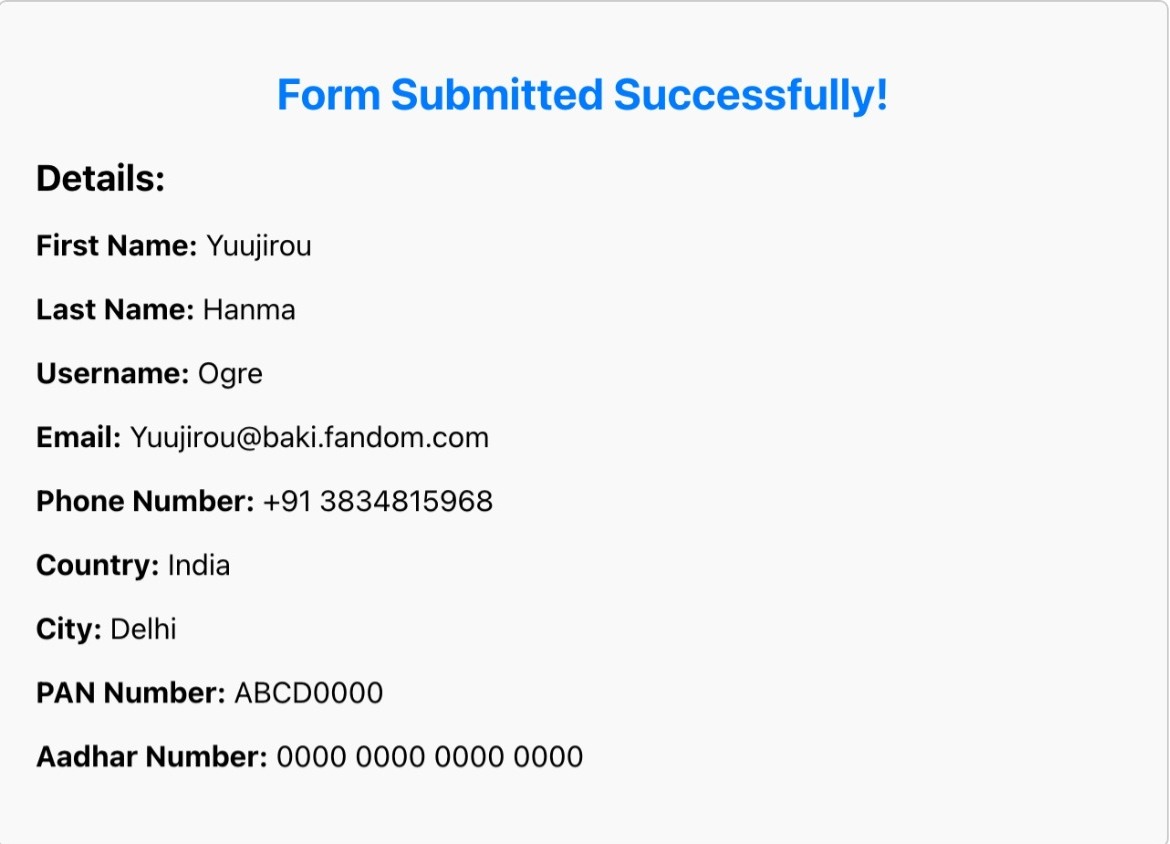 Form Submitted Successfully!
Details:
First Name: Yuujirou
Last Name: Hanma
Username: Ogre
Email: Yuujirou@baki.fandom.com
Phone Number: +91 3834815968
Country: India
City: Delhi
PAN Number: ABCD0000
Aadhar Number: 0000 0000 0000 0000